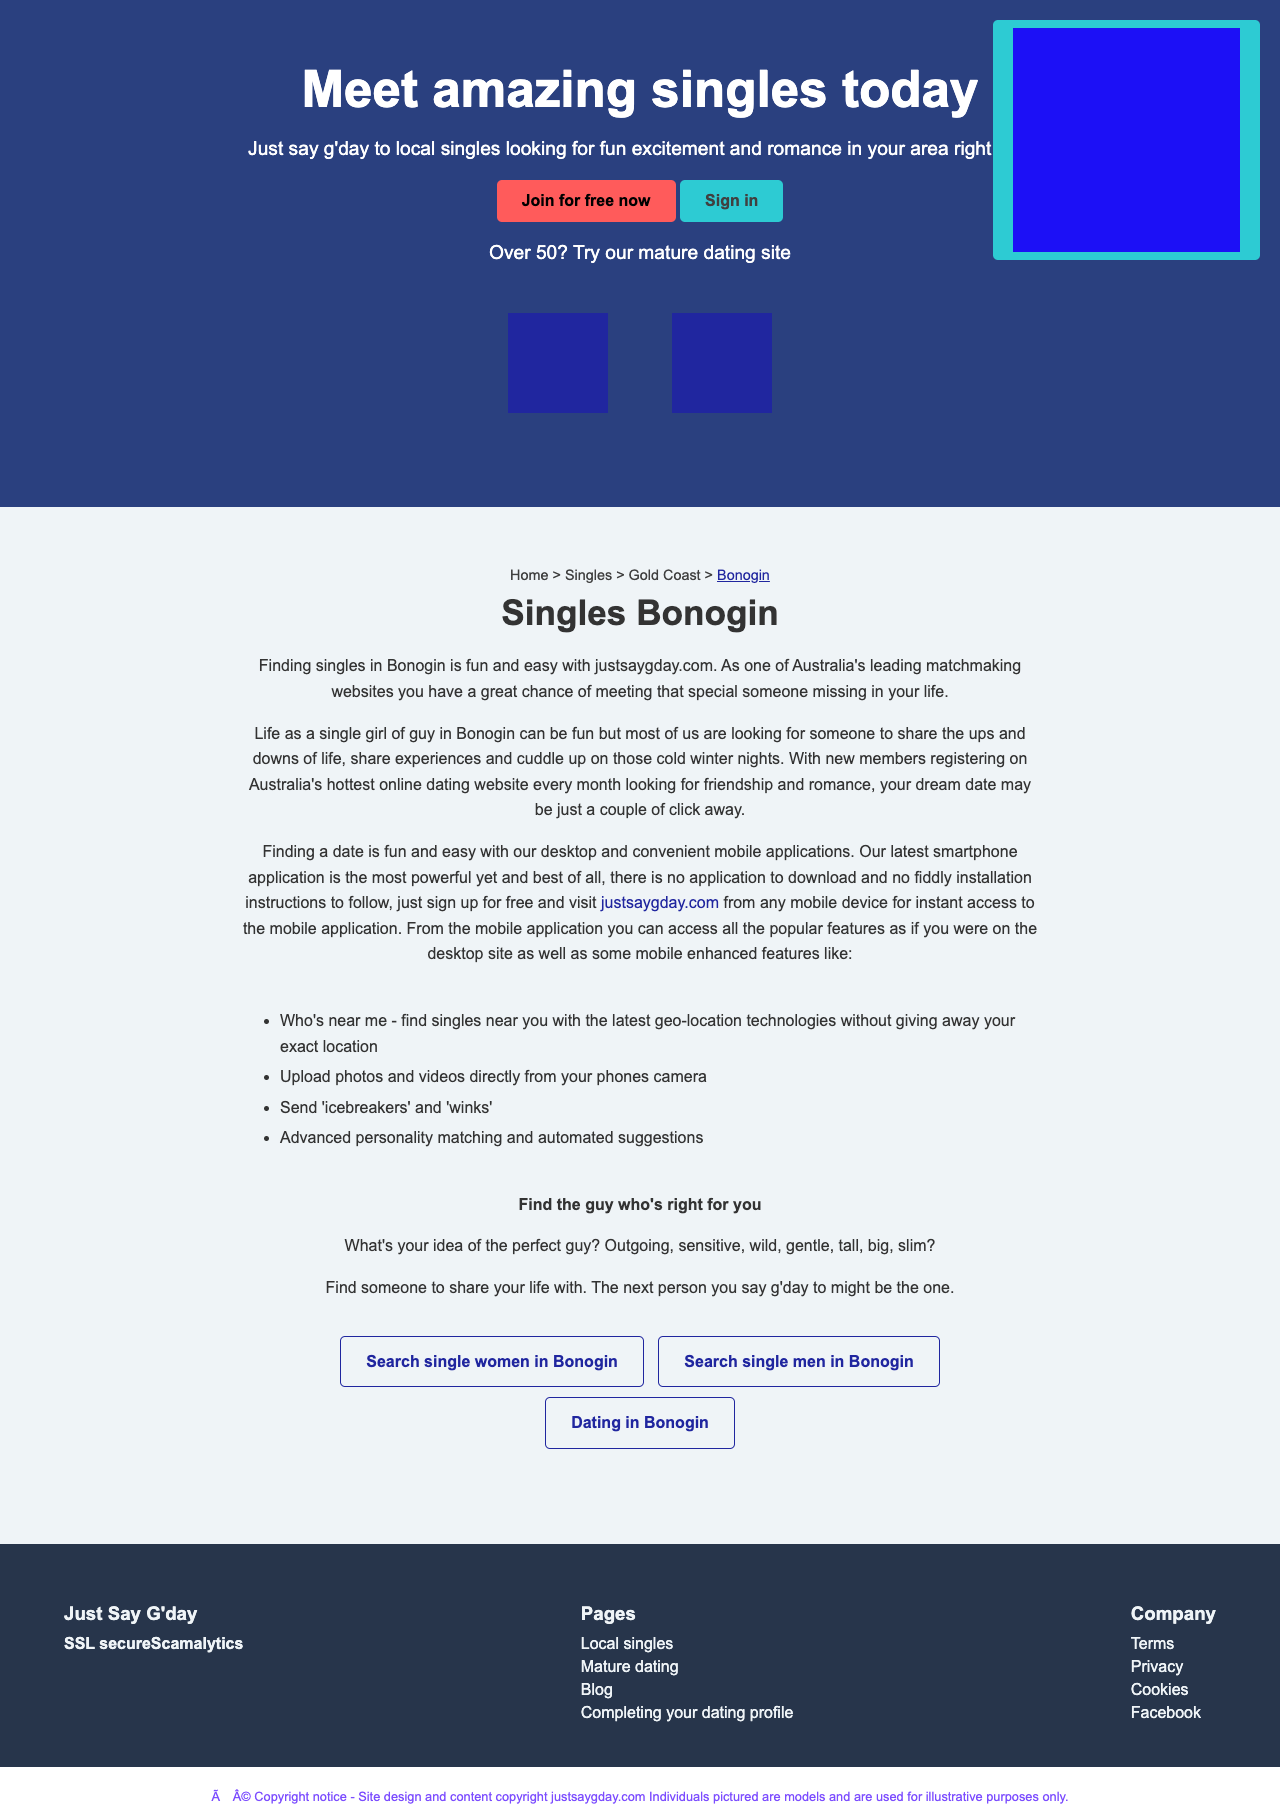 Meet amazing singles today
Just say g'day to local singles looking for fun excitement and romance in your area right
Join for free now
Sign in
Over 50? Try our mature dating site
Home > Singles > Gold Coast > Bonogin
Singles Bonogin
Finding singles in Bonogin is fun and easy with justsaygday.com. As one of Australia's leading matchmaking
websites you have a great chance of meeting that special someone missing in your life.
Life as a single girl of guy in Bonogin can be fun but most of us are looking for someone to share the ups and
downs of life, share experiences and cuddle up on those cold winter nights. With new members registering on
Australia's hottest online dating website every month looking for friendship and romance, your dream date may
be just a couple of click away.
Finding a date is fun and easy with our desktop and convenient mobile applications. Our latest smartphone
application is the most powerful yet and best of all, there is no application to download and no fiddly installation
instructions to follow, just sign up for free and visit justsaygday.com from any mobile device for instant access to
the mobile application. From the mobile application you can access all the popular features as if you were on the
desktop site as well as some mobile enhanced features like:
• Who's near me - find singles near you with the latest geo-location technologies without giving away your
exact location
• Upload photos and videos directly from your phones camera
• Send 'icebreakers' and 'winks'
• Advanced personality matching and automated suggestions
Find the guy who's right for you
What's your idea of the perfect guy? Outgoing, sensitive, wild, gentle, tall, big, slim?
Find someone to share your life with. The next person you say g'day to might be the one.
Search single women in Bonogin
Search single men in Bonogin
Dating in Bonogin
Just Say G'day
SSL secureScamalytics
Pages
Local singles
Mature dating
Blog
Completing your dating profile
Company
Terms
Privacy
Cookies
Facebook
Ã Â© Copyright notice - Site design and content copyright justsaygday.com Individuals pictured are models and are used for illustrative purposes only.